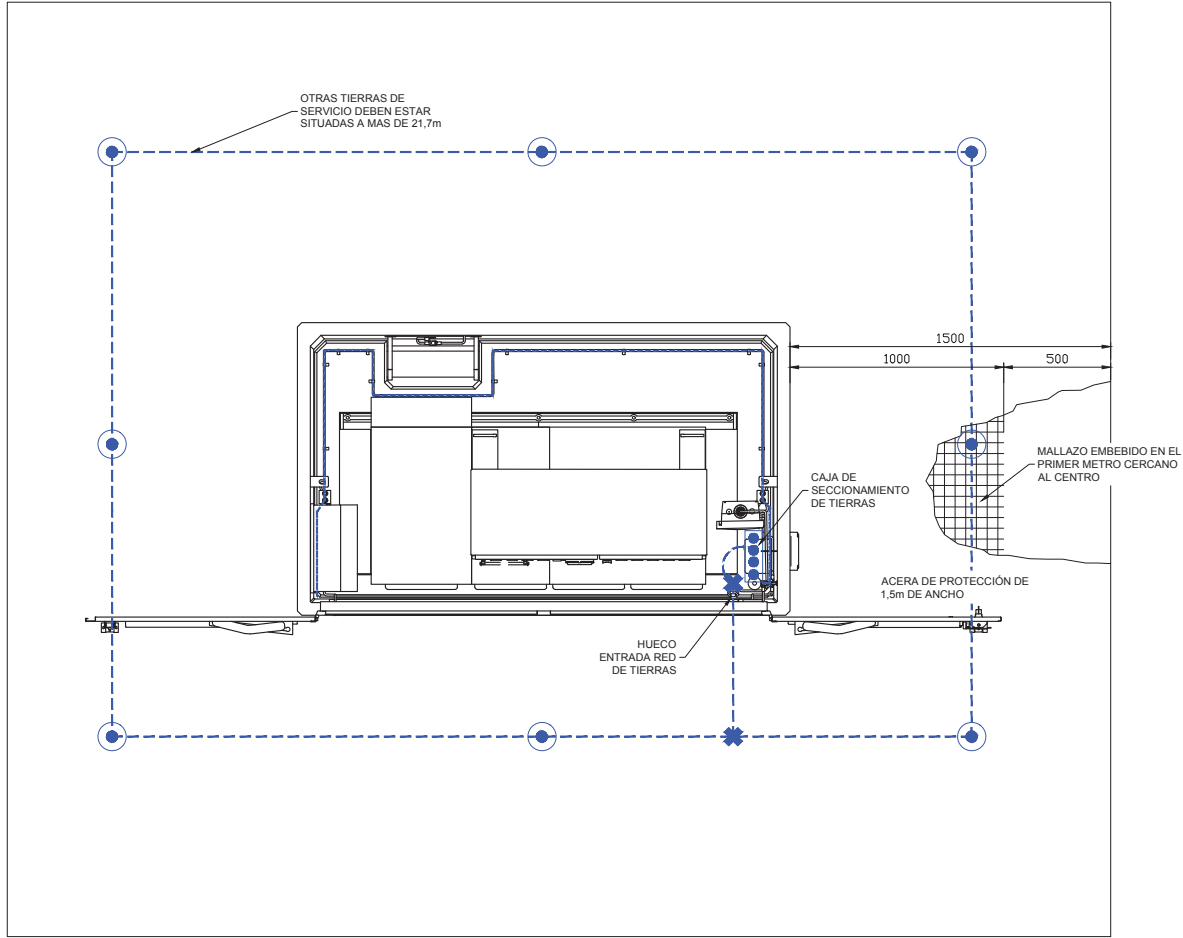 OTRAS TIERRAS DE
SERVICIO DEBEN ESTAR
SITUADAS A MAS DE 21,7m
1500
1000
500
MALLAZO EMBEBIDO EN EL
PRIMER METRO CERCANO
AL CENTRO
CAJA DE
SECCIONAMIENTO
DE TIERRAS
ACERA DE PROTECCIÓN DE
1,5m DE ANCHO
HUECO
ENTRADA RED
DE TIERRAS